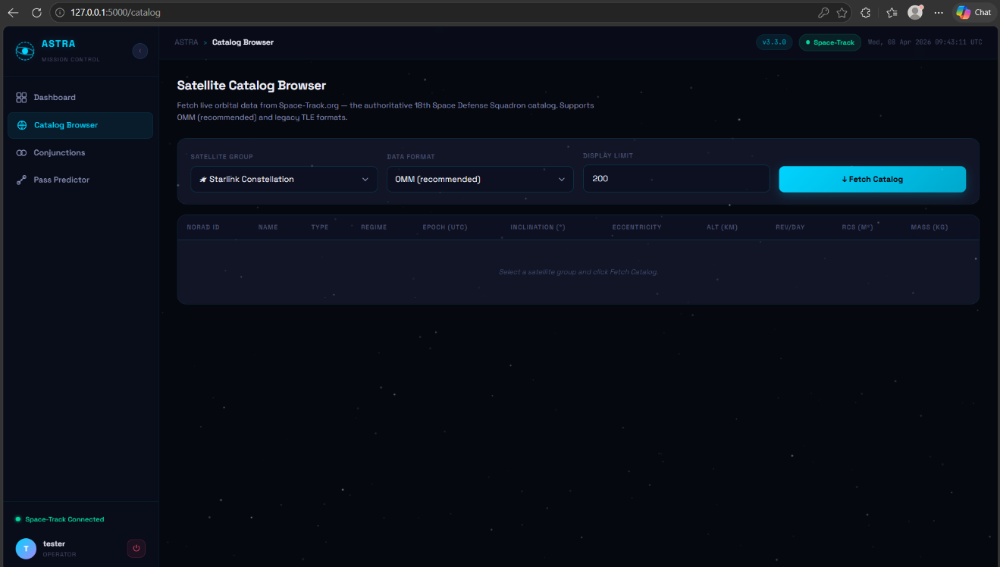 127.0.0.1:5000/catalog
Chat
ASTRA
MISSION CONTROL
ASTRA > Catalog Browser
v3.3.0
Space-Track
Wed, 08 Apr 2026 09:43:11 UTC
Dashboard
Catalog Browser
Conjunctions
Pass Predictor
Satellite Catalog Browser
Fetch live orbital data from Space-Track.org — the authoritative 18th Space Defense Squadron catalog. Supports
OMM (recommended) and legacy TLE formats.
SATELLITE GROUP
DATA FORMAT
DISPLAY LIMIT
Starlink Constellation
OMM (recommended)
200
↓ Fetch Catalog
NORAD ID NAME TYPE REGIME EPOCH (UTC) INCLINATION (°) ECCENTRICITY ALT (KM) REV/DAY RCS (M²) MASS (KG)
Select a satellite group and click Fetch Catalog.
Space-Track Connected
T
tester
OPERATOR